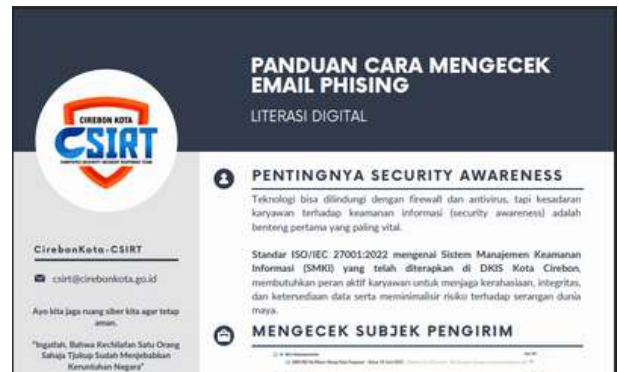 PANDUAN CARA MENGECEK
EMAIL PHISING
LITERASI DIGITAL
CIREBON KOTA
CSIRT
COMPUTER SECURITY INCIDENT RESPONSE TEAM
CirebonKota-CSIRT
csirt@cirebonkota.go.id
Ayo kita jaga ruang siber kita agar tetap
aman.
"Ingatlah, Bahwa Kechilafan Satu Orang
Sahaja Tjukup Sudah Menjebabkan
Keruntuhan Negara"
PENTINGNYA SECURITY AWARENESS
Teknologi bisa dilindungi dengan firewall dan antivirus, tapi kesadaran
karyawan terhadap keamanan informasi (security awareness) adalah
benteng pertama yang paling vital.
Standar ISO/IEC 27001:2022 mengenai Sistem Manajemen Keamanan
Informasi (SMKI) yang telah diterapkan di DKIS Kota Cirebon,
membutuhkan peran aktif karyawan untuk menjaga kerahasiaan, integritas,
dan ketersediaan data serta meminimalisir risiko terhadap serangan dunia
maya.
MENGECEK SUBJEK PENGIRIM